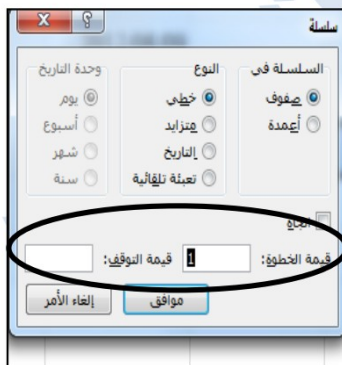 سلسلة
السلسلة في
صفوف
أعمدة
النوع
خطي
متزايد
التاريخ
تعبئة تلقائية
وحدة التاريخ
يوم
أسبوع
شهر
سنة
اتجاه
قيمة الخطوة: 1 قيمة التوقف:
موافق إلغاء الأمر